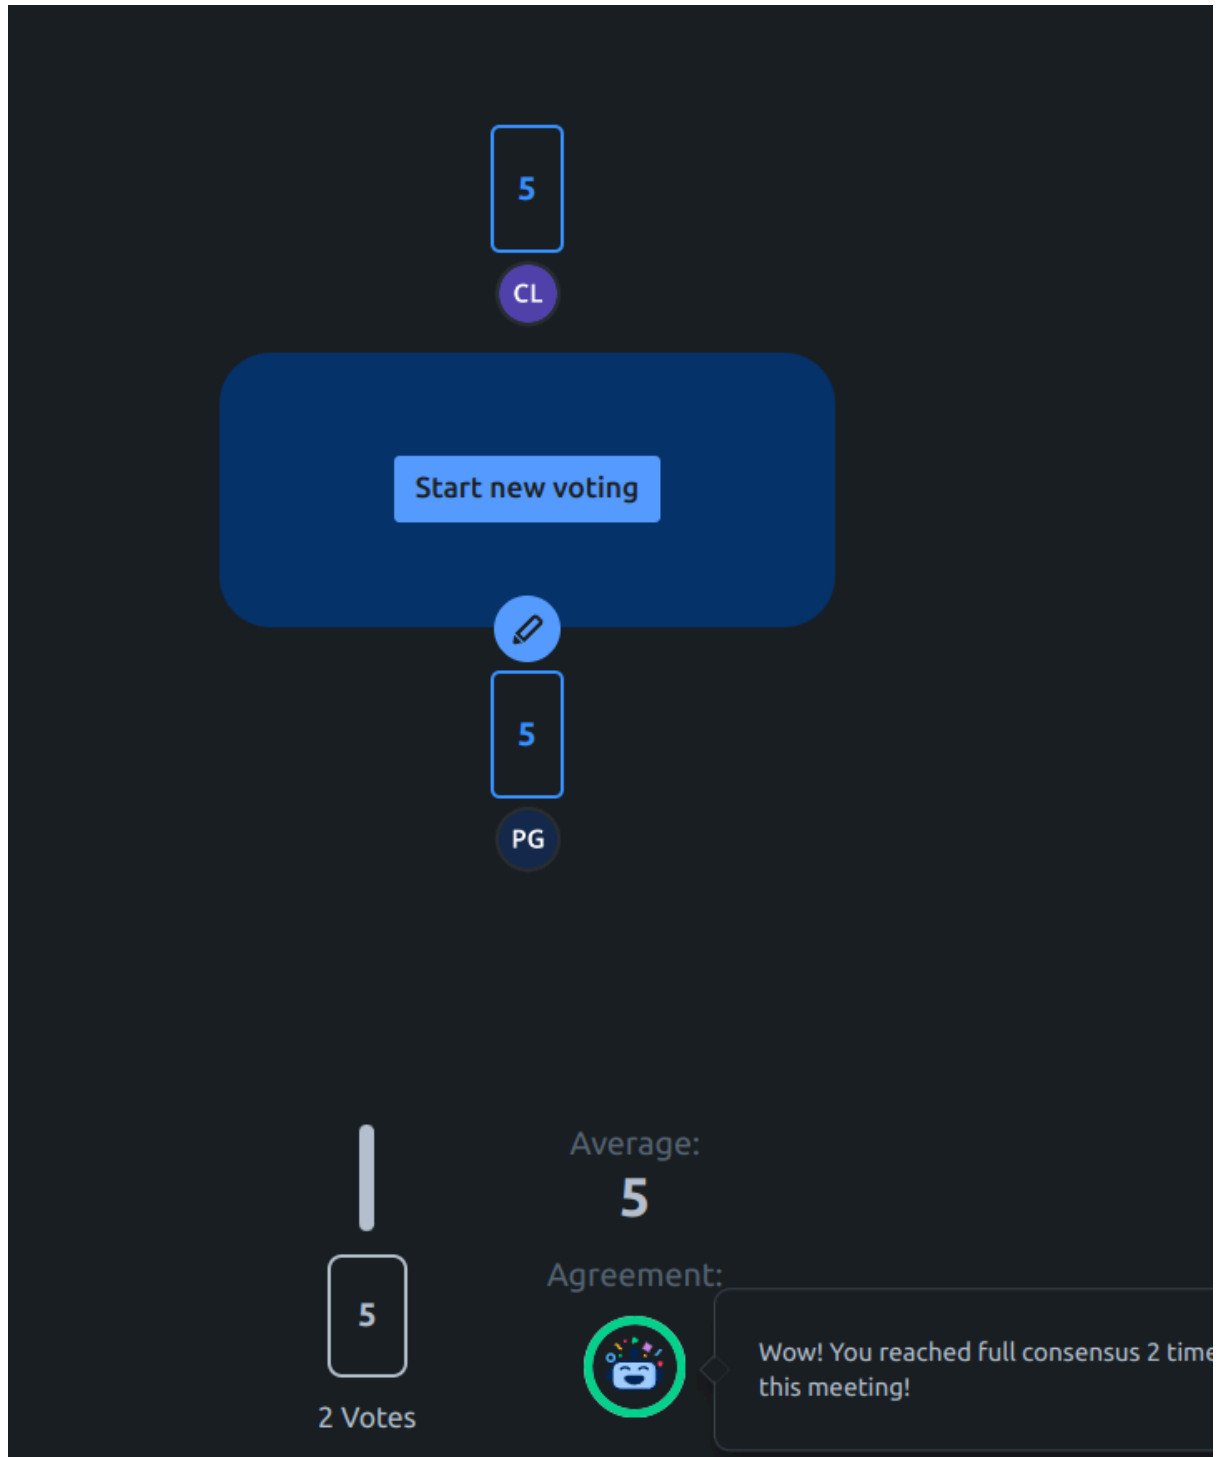 5
CL
Start new voting
5
PG
Average:
5
Agreement:
5
2 Votes
Wow! You reached full consensus 2 time
this meeting!